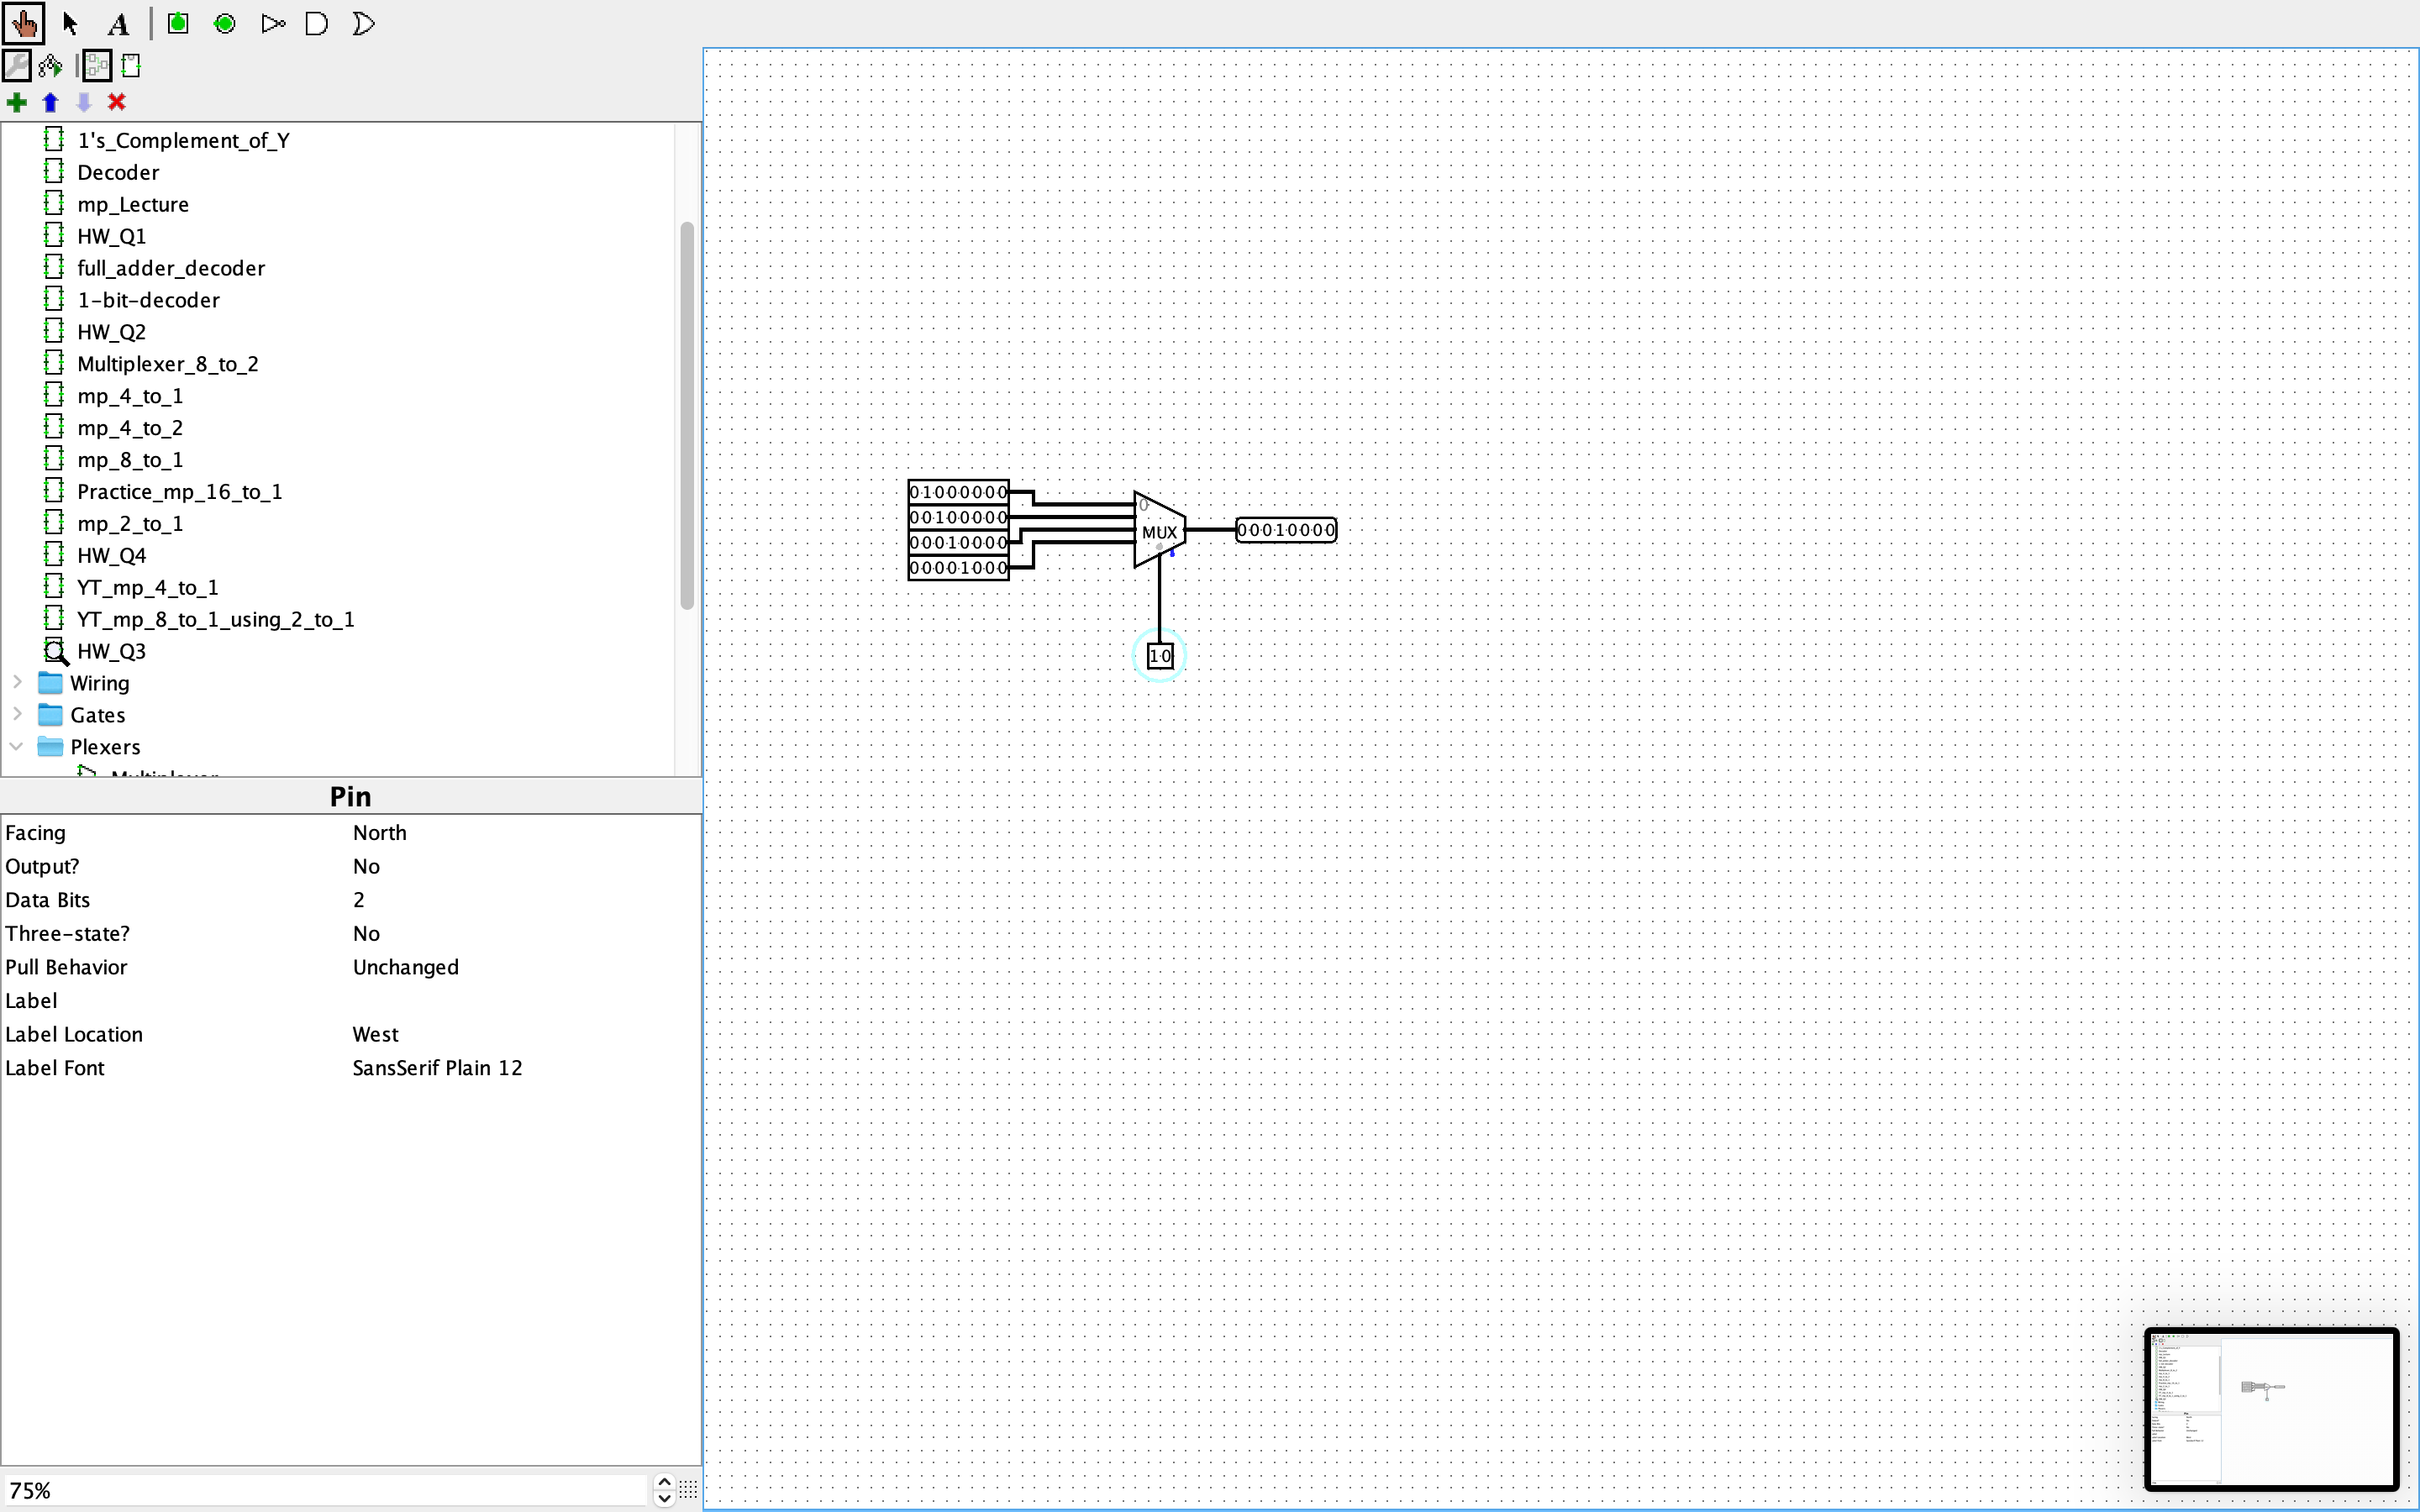 A
1's_Complement_of_Y
Decoder
mp_Lecture
HW_Q1
full_adder_decoder
1-bit-decoder
HW_Q2
Multiplexer_8_to_2
mp_4_to_1
mp_4_to_2
mp_8_to_1
Practice_mp_16_to_1
mp_2_to_1
HW_Q4
YT_mp_4_to_1
YT_mp_8_to_1_using_2_to_1
HW_Q3
Wiring
Gates
Plexers
Multiplexer
Pin
Facing North
Output? No
Data Bits 2
Three-state? No
Pull Behavior Unchanged
Label
Label Location West
Label Font SansSerif Plain 12
75%
01000000
00100000
00010000
00001000
0
MUX
00010000
10